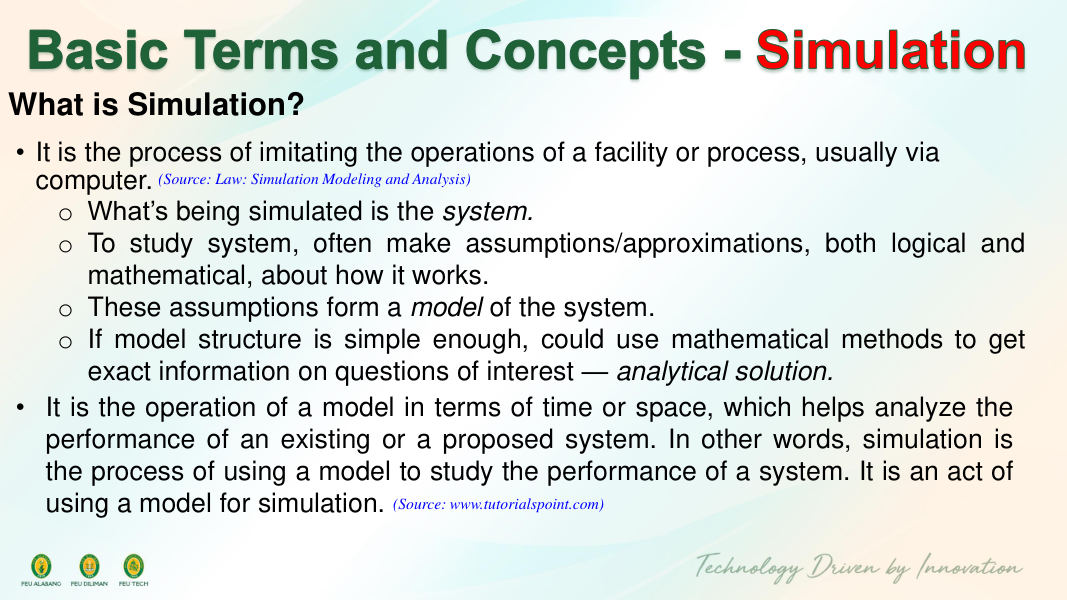 Basic Terms and Concepts - Simulation
What is Simulation?
• It is the process of imitating the operations of a facility or process, usually via
computer. (Source: Law: Simulation Modeling and Analysis)
o What’s being simulated is the system.
o To study system, often make assumptions/approximations, both logical and
mathematical, about how it works.
o These assumptions form a model of the system.
o If model structure is simple enough, could use mathematical methods to get
exact information on questions of interest — analytical solution.
• It is the operation of a model in terms of time or space, which helps analyze the
performance of an existing or a proposed system. In other words, simulation is
the process of using a model to study the performance of a system. It is an act of
using a model for simulation. (Source: www.tutorialspoint.com)
FEU ALABANG FEU DILIMAN FEU TECH
Technology Driven by Innovation